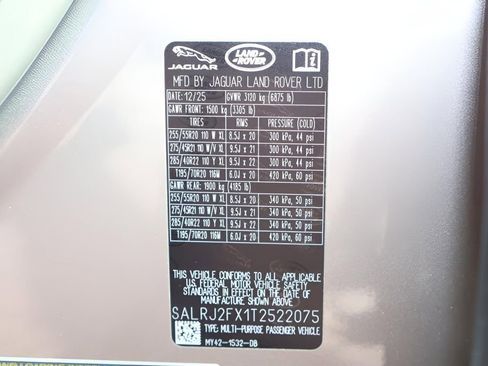 JAGUAR
LAND ROVER
MFD BY JAGUAR LAND ROVER LTD
DATE: 12/25 GVWR 3120 kg (6875 lb)
GAWR FRONT: 1500 kg (3305 lb)
TIRES RIMS PRESSURE (COLD)
255/55R20 110 W XL 8.5J x 20 300 kPa, 44 psi
275/45R21 110 W/V XL 9.5J x 21 300 kPa, 44 psi
285/40R22 110 Y XL 9.5J x 22 300 kPa, 44 psi
T195/70R20 116M 6.0J x 20 420 kPa, 60 psi
GAWR REAR: 1900 kg (4185 lb)
255/55R20 110 W XL 8.5J x 20 340 kPa, 50 psi
275/45R21 110 W/V XL 9.5J x 21 340 kPa, 50 psi
285/40R22 110 Y XL 9.5J x 22 340 kPa, 50 psi
T195/70R20 116M 6.0J x 20 420 kPa, 60 psi
THIS VEHICLE CONFORMS TO ALL APPLICABLE
U.S. FEDERAL MOTOR VEHICLE SAFETY
STANDARDS IN EFFECT ON THE DATE OF
MANUFACTURE SHOWN ABOVE.
SALRJ2FX1T2522075
TYPE: MULTI-PURPOSE PASSENGER VEHICLE
MY42-1532-DB